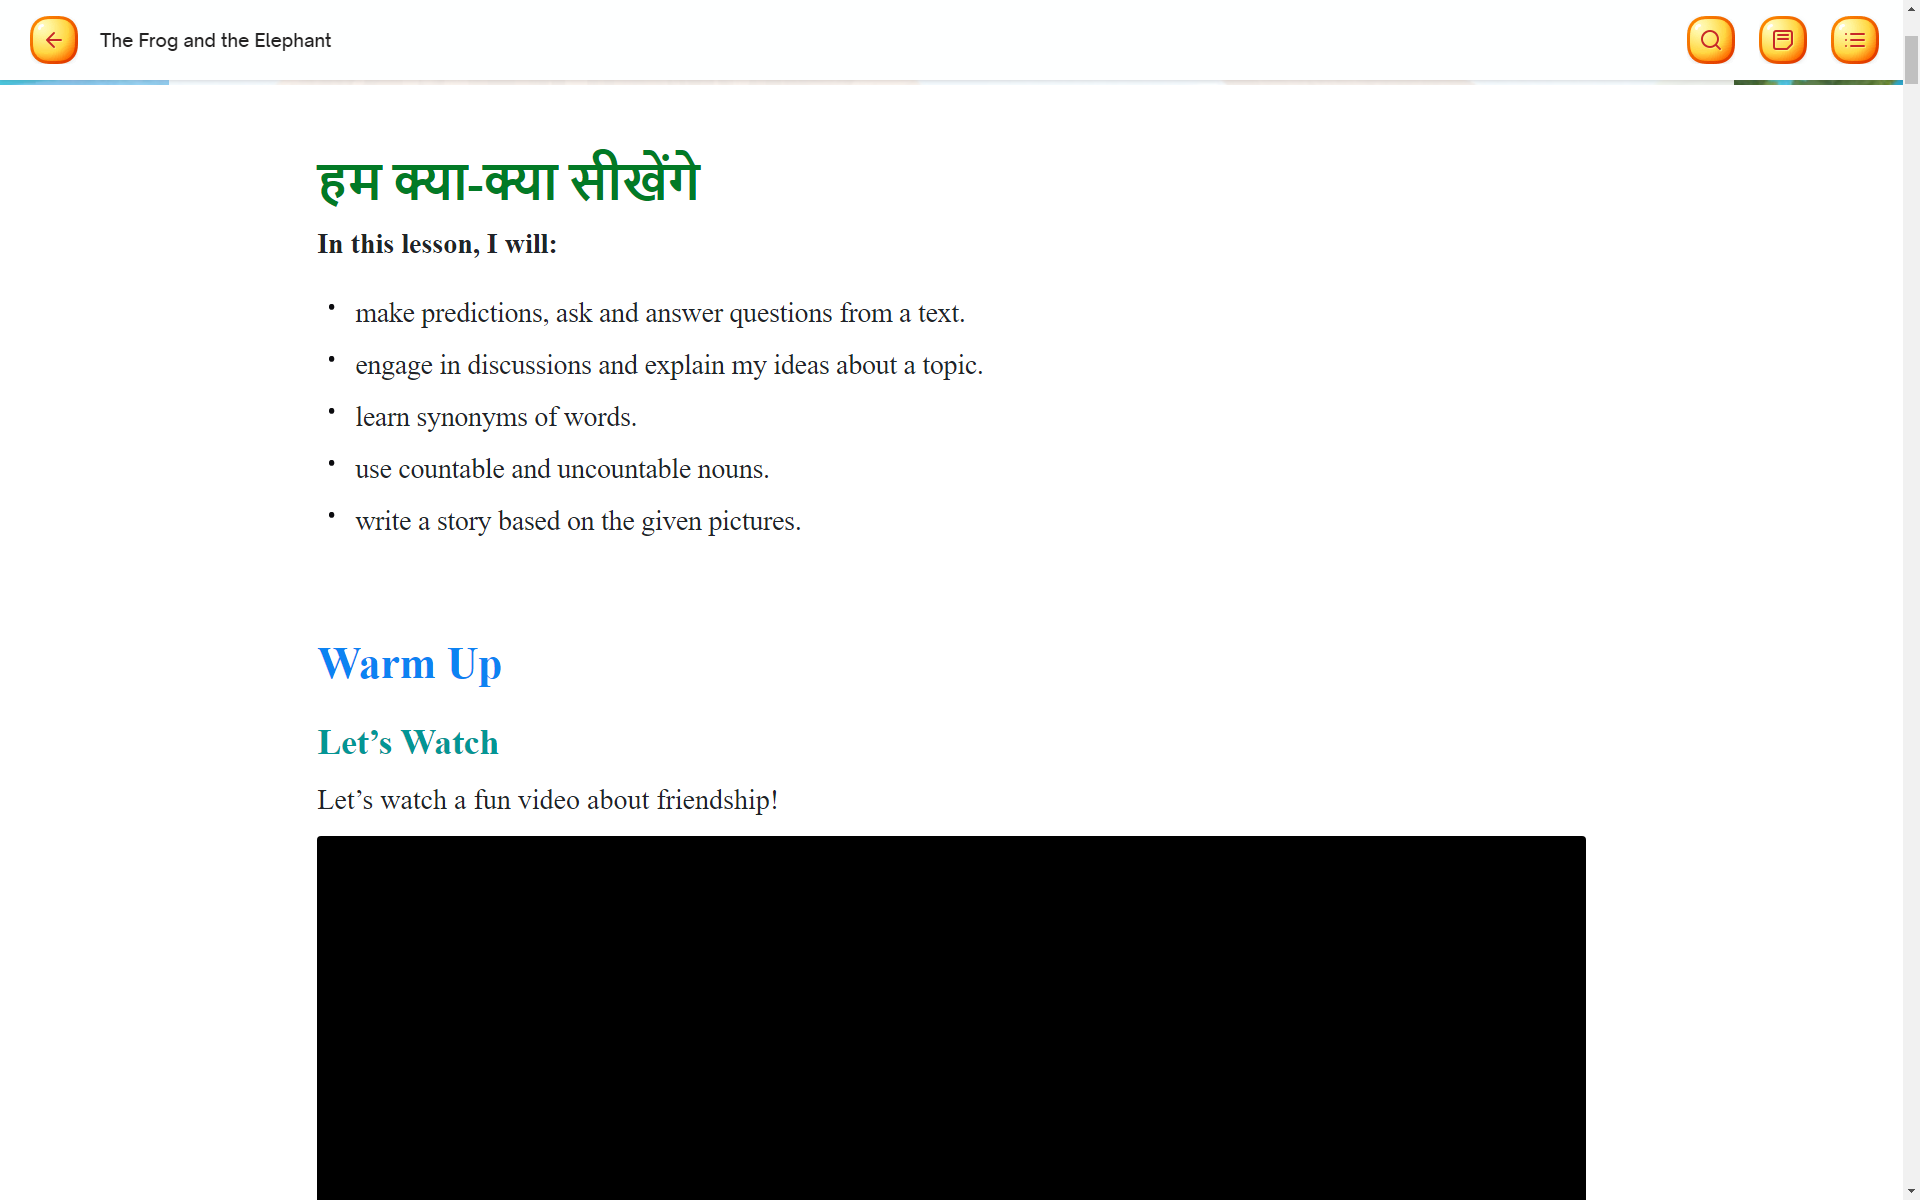 The Frog and the Elephant
हम क्या-क्या सीखेंगे
In this lesson, I will:
• make predictions, ask and answer questions from a text.
• engage in discussions and explain my ideas about a topic.
• learn synonyms of words.
• use countable and uncountable nouns.
• write a story based on the given pictures.
Warm Up
Let’s Watch
Let’s watch a fun video about friendship!